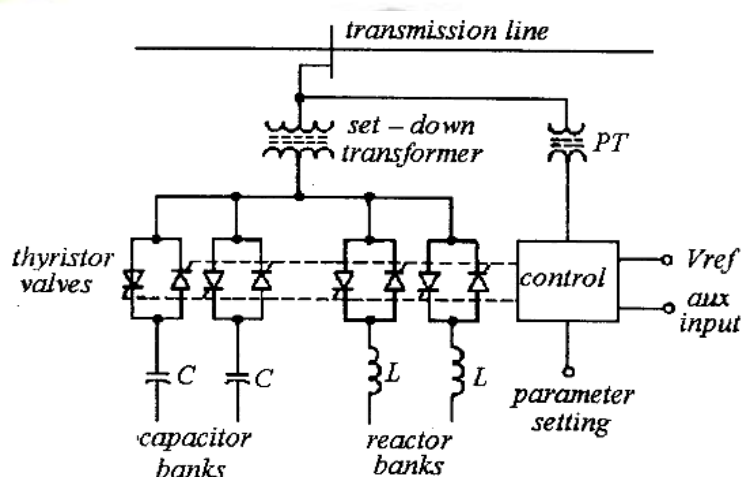 transmission line
set – down
transformer
PT
thyristor
valves
control
Vref
aux
input
C
C
L
L
parameter
setting
capacitor
banks
reactor
banks